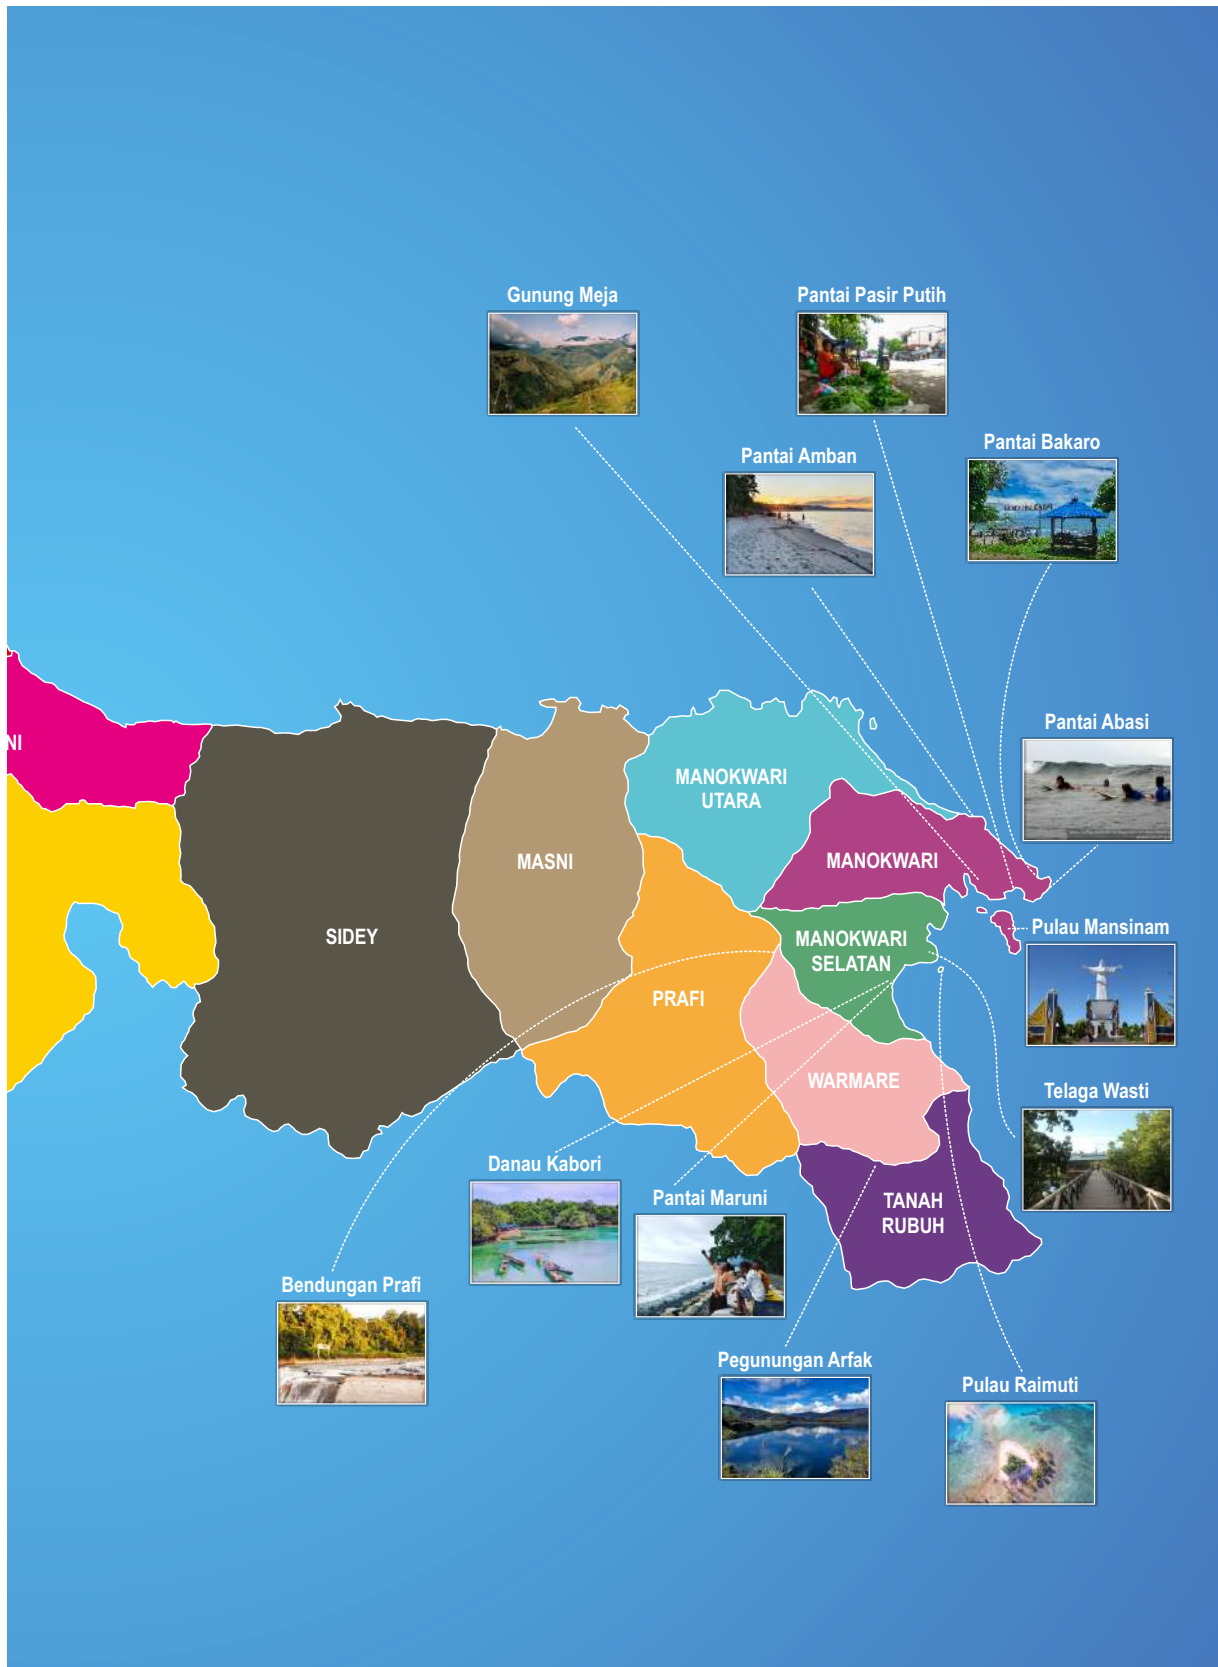 Gunung Meja
Pantai Pasir Putih
Pantai Bakaro
Pantai Amban
Pantai Abasi
NI
MANOKWARI
UTARA
MASNI
MANOKWARI
SIDEY
MANOKWARI
SELATAN
Pulau Mansinam
PRAFI
WARMARE
Telaga Wasti
Danau Kabori
Pantai Maruni
TANAH
RUBUH
Bendungan Prafi
Pegunungan Arfak
Pulau Raimuti